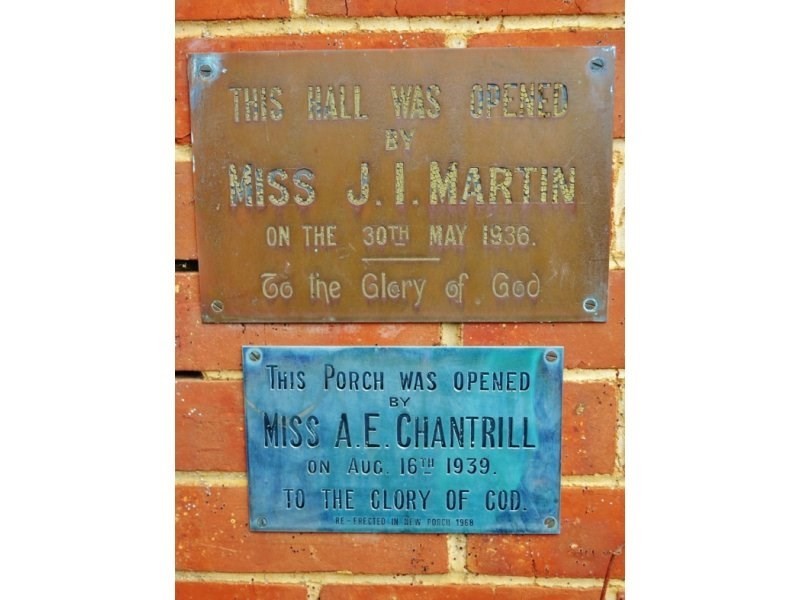 THIS HALL WAS OPENED
BY
MISS J. I. MARTIN
ON THE 30TH MAY 1936.
To the Glory of God
THIS PORCH WAS OPENED
BY
MISS A. E. CHANTRILL
ON AUG. 16TH 1939.
TO THE GLORY OF GOD.
RE-ERECTED IN NEW PORCH 1968